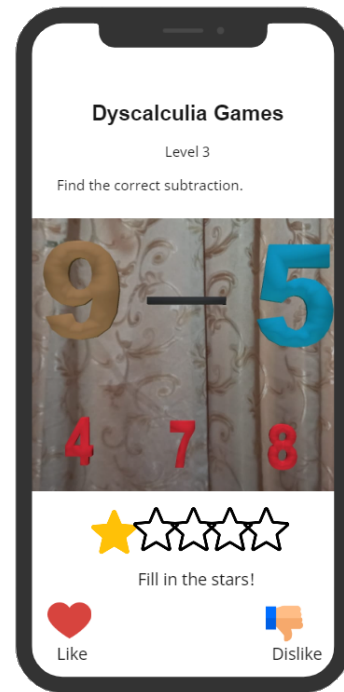 Dyscalculia Games
Level 3
Find the correct subtraction.
9 — 5
4 7 8
Fill in the stars!
Like Dislike